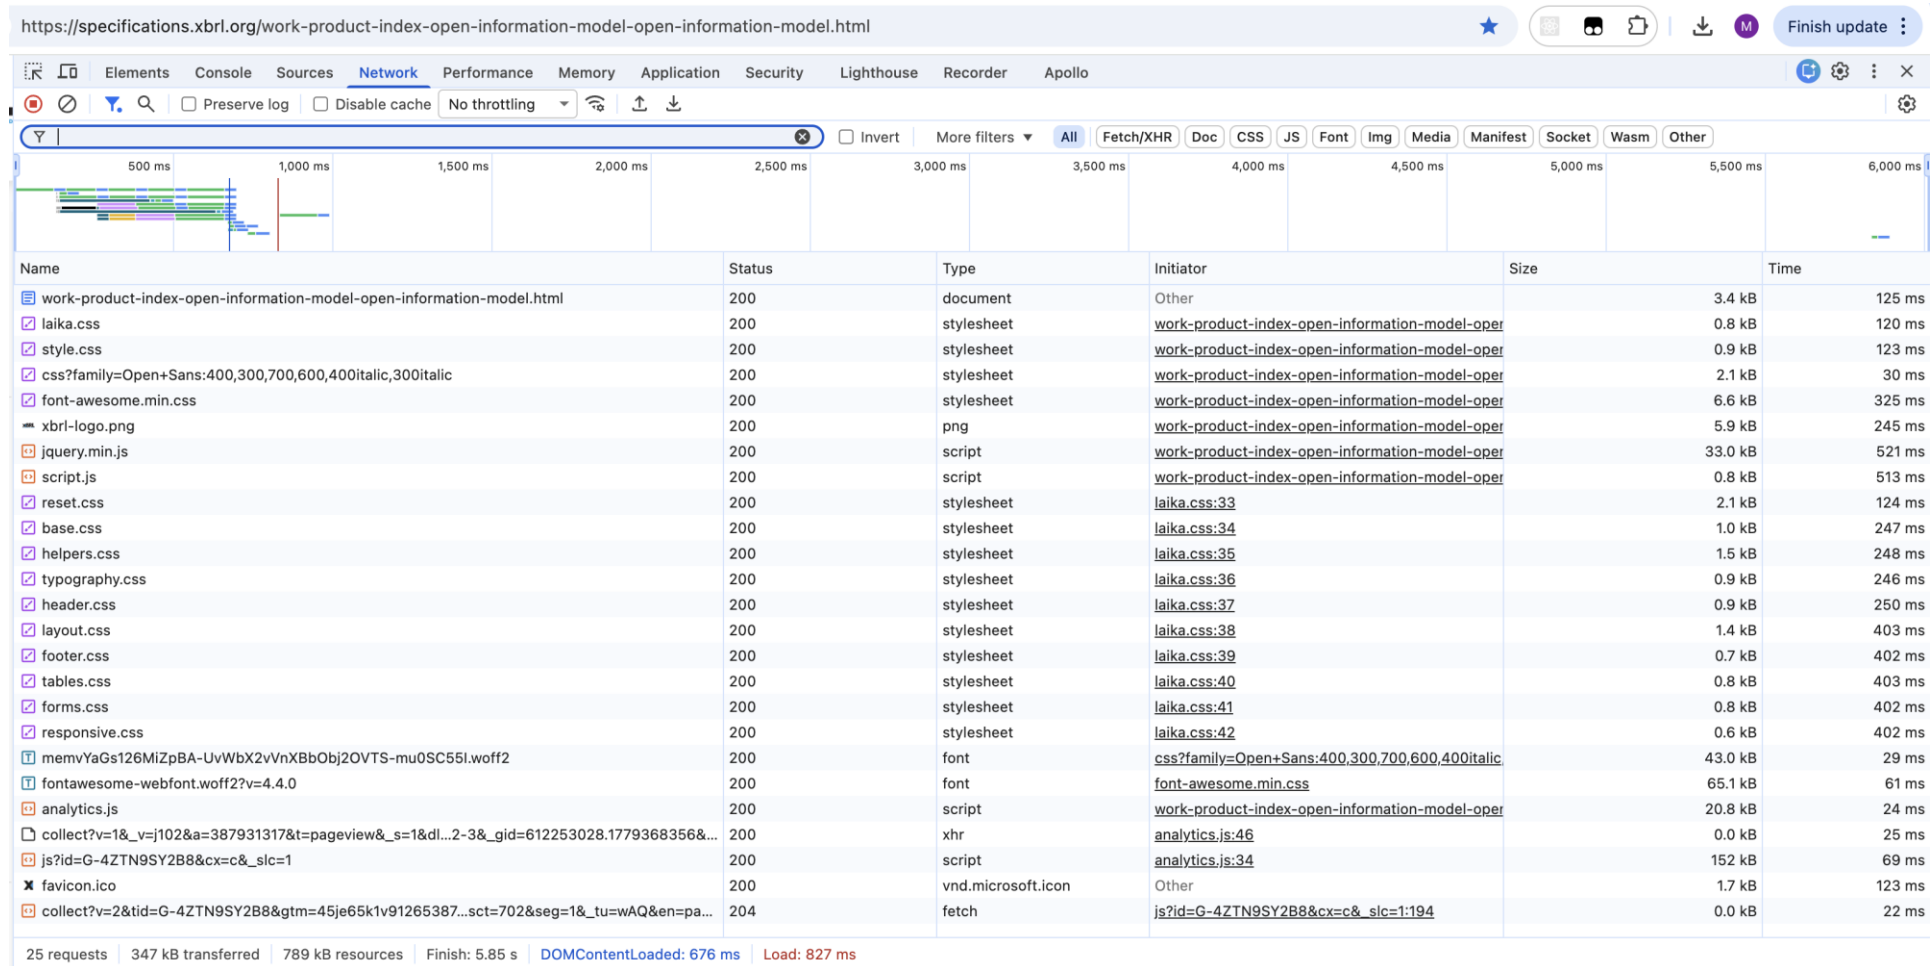 https://specifications.xbrl.org/work-product-index-open-information-model-open-information-model.html M Finish update
Elements Console Sources Network Performance Memory Application Security Lighthouse Recorder Apollo
Preserve log Disable cache No throttling
Invert More filters All Fetch/XHR Doc CSS JS Font Img Media Manifest Socket Wasm Other
500 ms 1,000 ms 1,500 ms 2,000 ms 2,500 ms 3,000 ms 3,500 ms 4,000 ms 4,500 ms 5,000 ms 5,500 ms 6,000 ms
Name Status Type Initiator Size Time
work-product-index-open-information-model-open-information-model.html 200 document Other 3.4 kB 125 ms
laika.css 200 stylesheet work-product-index-open-information-model-open 0.8 kB 120 ms
style.css 200 stylesheet work-product-index-open-information-model-open 0.9 kB 123 ms
css?family=Open+Sans:400,300,700,600,400italic,300italic 200 stylesheet work-product-index-open-information-model-open 2.1 kB 30 ms
font-awesome.min.css 200 stylesheet work-product-index-open-information-model-open 6.6 kB 325 ms
xbrl-logo.png 200 png work-product-index-open-information-model-open 5.9 kB 245 ms
jquery.min.js 200 script work-product-index-open-information-model-open 33.0 kB 521 ms
script.js 200 script work-product-index-open-information-model-open 0.8 kB 513 ms
reset.css 200 stylesheet laika.css:33 2.1 kB 124 ms
base.css 200 stylesheet laika.css:34 1.0 kB 247 ms
helpers.css 200 stylesheet laika.css:35 1.5 kB 248 ms
typography.css 200 stylesheet laika.css:36 0.9 kB 246 ms
header.css 200 stylesheet laika.css:37 0.9 kB 250 ms
layout.css 200 stylesheet laika.css:38 1.4 kB 403 ms
footer.css 200 stylesheet laika.css:39 0.7 kB 402 ms
tables.css 200 stylesheet laika.css:40 0.8 kB 403 ms
forms.css 200 stylesheet laika.css:41 0.8 kB 402 ms
responsive.css 200 stylesheet laika.css:42 0.6 kB 402 ms
memvYaGs126MiZpBA-UvWbX2vVnXBbObj2OVTS-mu0SC55I.woff2 200 font css?family=Open+Sans:400,300,700,600,400italic, 43.0 kB 29 ms
fontawesome-webfont.woff2?v=4.4.0 200 font font-awesome.min.css 65.1 kB 61 ms
analytics.js 200 script work-product-index-open-information-model-open 20.8 kB 24 ms
collect?v=1&_v=j102&a=387931317&t=pageview&_s=1&dl...2-3&_gid=612253028.1779368356&... 200 xhr analytics.js:46 0.0 kB 25 ms
js?id=G-4ZTN9SY2B8&cx=c&_slc=1 200 script analytics.js:34 152 kB 69 ms
favicon.ico 200 vnd.microsoft.icon Other 1.7 kB 123 ms
collect?v=2&tid=G-4ZTN9SY2B8&gtm=45je65k1v91265387...sct=702&seg=1&_tu=wAQ&en=pa... 204 fetch js?id=G-4ZTN9SY2B8&cx=c&_slc=1:194 0.0 kB 22 ms
25 requests 347 kB transferred 789 kB resources Finish: 5.85 s DOMContentLoaded: 676 ms Load: 827 ms